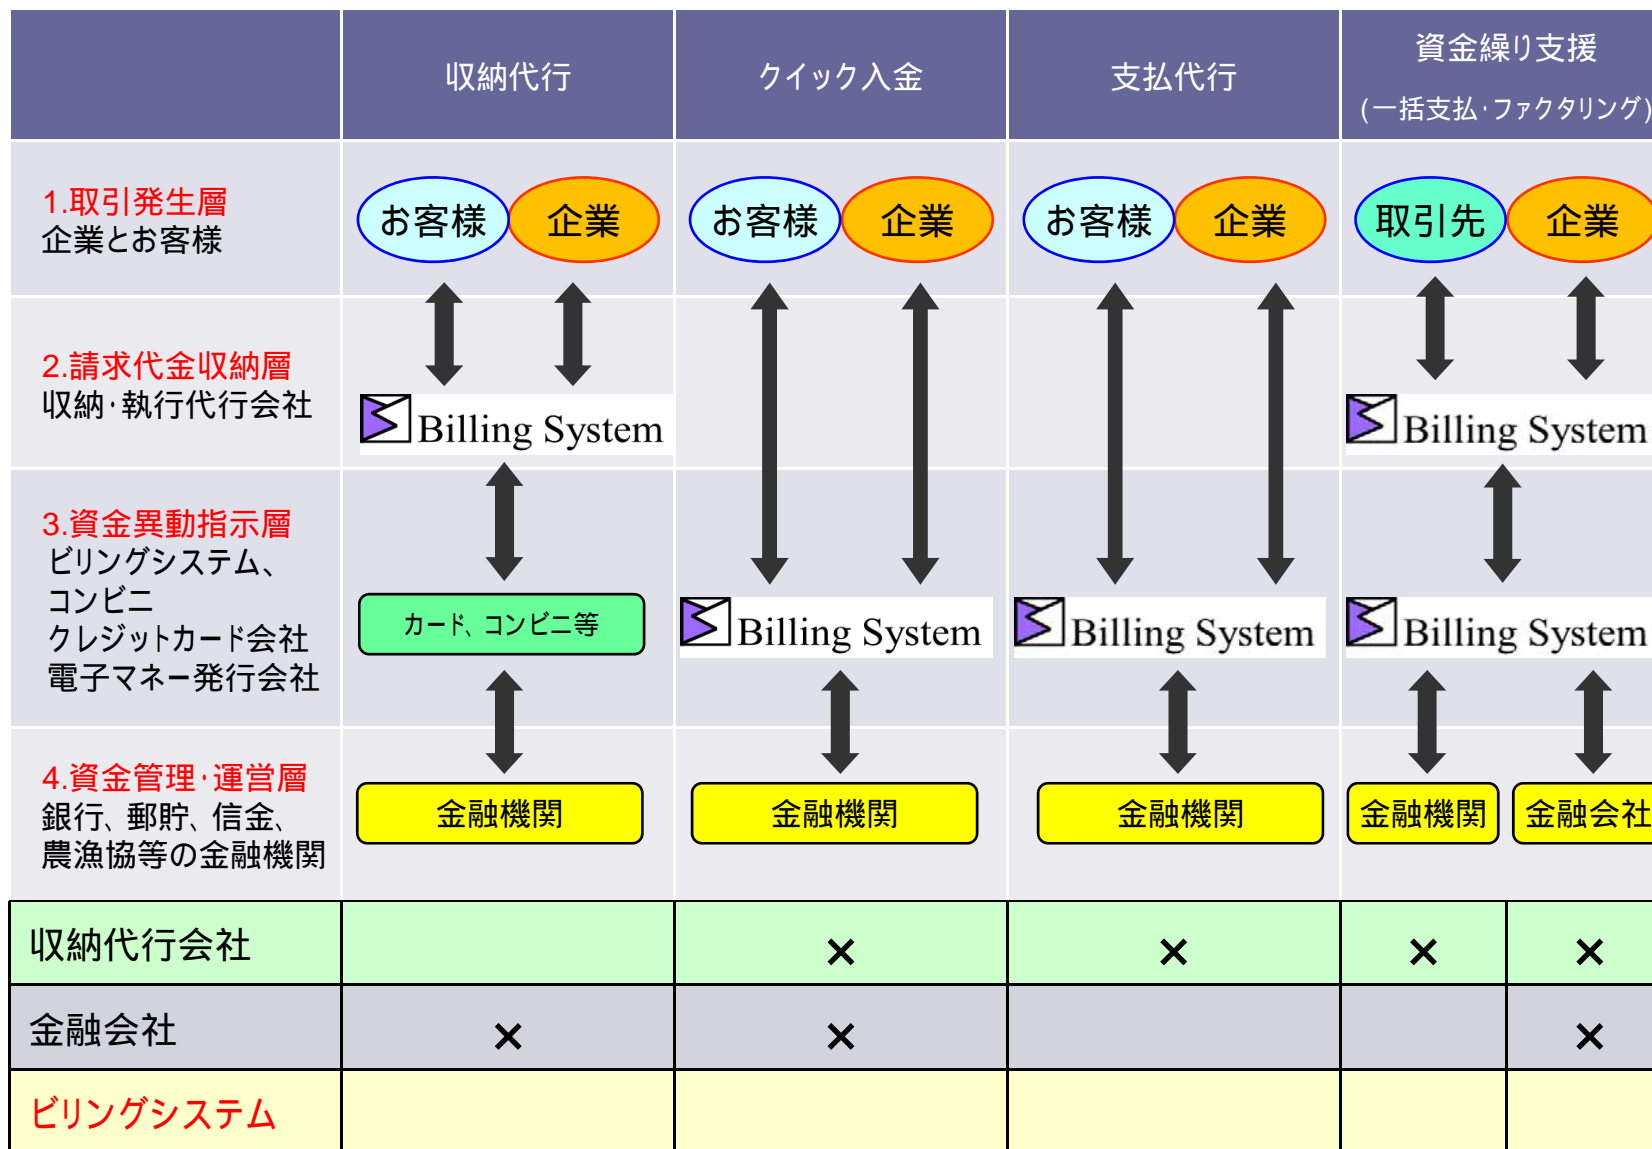 収納代行
クイック入金
支払代行
資金繰り支援
(一括支払・ファクタリング)
1.取引発生層
企業とお客様
お客様
企業
お客様
企業
お客様
企業
取引先
企業
2.請求代金収納層
収納・執行代行会社
Billing System
Billing System
3.資金異動指示層
ビリングシステム、
コンビニ
クレジットカード会社
電子マネー発行会社
カード、コンビニ等
Billing System
Billing System
Billing System
4.資金管理・運営層
銀行、郵貯、信金、
農漁協等の金融機関
金融機関
金融機関
金融機関
金融機関
金融会社
収納代行会社
×
×
×
×
金融会社
×
×
×
ビリングシステム